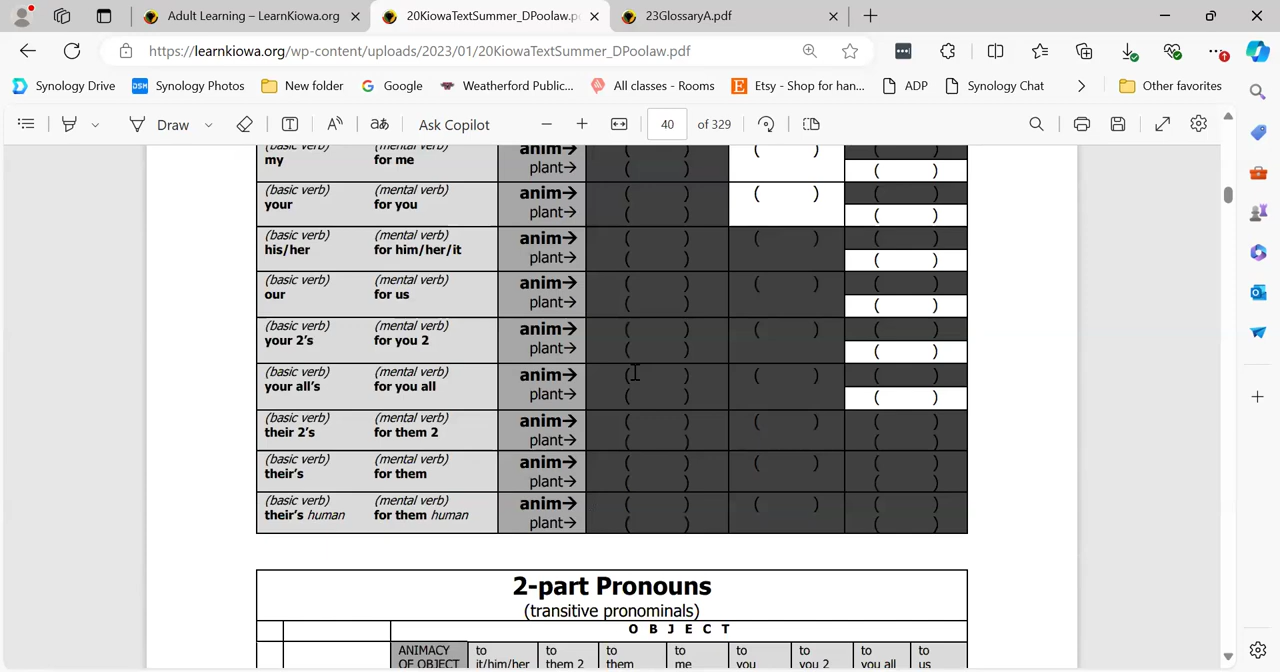 Adult Learning – LearnKiowa.org
20KiowaTextSummer_DPoolaw.p
23GlossaryA.pdf
https://learnkiowa.org/wp-content/uploads/2023/01/20KiowaTextSummer_DPoolaw.pdf
Synology Drive
DSM Synology Photos
New folder
Google
Weatherford Public...
All classes - Rooms
Etsy - Shop for han...
ADP
Synology Chat
Other favorites
Draw
Ask Copilot
40 of 329
(basic verb) (mental verb) anim→ ( ) ( )
my for me plant→ ( ) ( )
(basic verb) (mental verb) anim→ ( ) ( ) ( )
your for you plant→ ( ) ( )
(basic verb) (mental verb) anim→ ( ) ( ) ( )
his/her for him/her/it plant→ ( ) ( )
(basic verb) (mental verb) anim→ ( ) ( ) ( )
our for us plant→ ( ) ( )
(basic verb) (mental verb) anim→ ( ) ( ) ( )
your 2's for you 2 plant→ ( ) ( )
(basic verb) (mental verb) anim→ ( ) ( ) ( )
your all's for you all plant→ ( ) ( )
(basic verb) (mental verb) anim→ ( ) ( ) ( )
their 2's for them 2 plant→ ( ) ( )
(basic verb) (mental verb) anim→ ( ) ( ) ( )
their's for them plant→ ( ) ( )
(basic verb) (mental verb) anim→ ( ) ( ) ( )
their's human for them human plant→ ( ) ( )
2-part Pronouns
(transitive pronominals)
O B J E C T
ANIMACY to to to to to to to to
OF OBJECT it/him/her them 2 them me you you 2 you all us